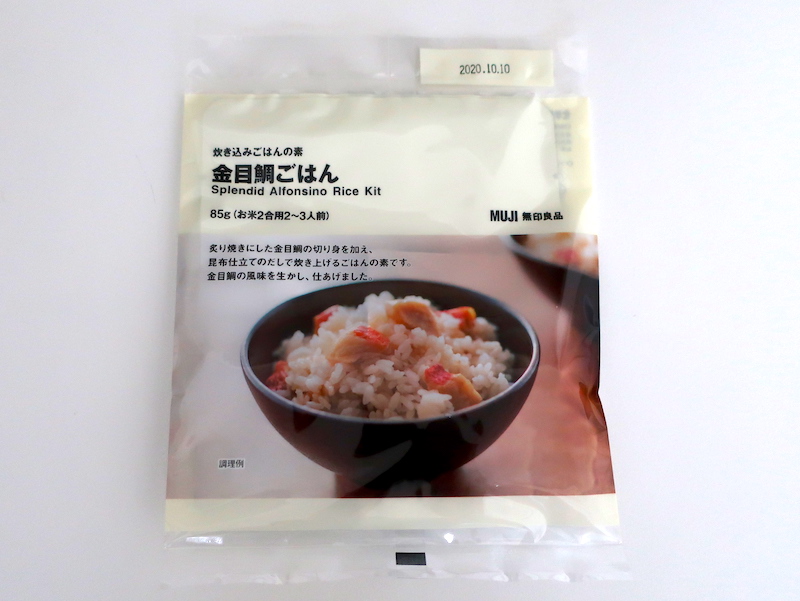 2020.10.10
炊き込みごはんの素
金目鯛ごはん
Splendid Alfonsino Rice Kit
85g(お米2合用2〜3人前)
MUJI 無印良品
炙り焼きにした金目鯛の切り身を加え、
昆布仕立てのだしで炊き上げるごはんの素です。
金目鯛の風味を生かし、仕あげました。
調理例